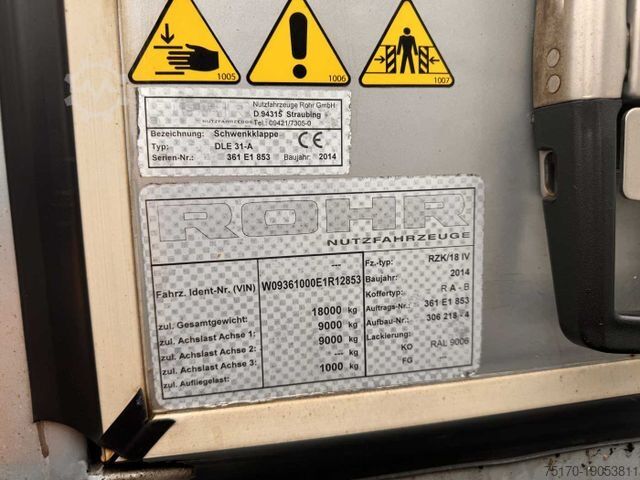 1005
1006
1007
Nutzfahrzeuge Rohr GmbH
D.94315 Straubing
NUTZFAHRZEUGE Tel.: 09421/7305-0
Bezeichnung: Schwenkklappe CE
Typ: DLE 31-A
Serien-Nr.: 361 E1 853 Baujahr: 2014
ROHR
NUTZFAHRZEUGE
---
Fahrz. Ident-Nr. (VIN) W09361000E1R12853
zul. Gesamtgewicht: 18000 kg
zul. Achslast Achse 1: 9000 kg
zul. Achslast Achse 2: 9000 kg
zul. Achslast Achse 3: --- kg
zul. Aufliegelast: 1000 kg
Fz.-typ: RZK/18 IV
Baujahr: 2014
Koffertyp: R A - B
Auftrags-Nr.: 361 E1 853
Aufbau-Nr.: 306 218 - 4
Lackierung:
KO RAL 9006
FG ---
75170-19053811